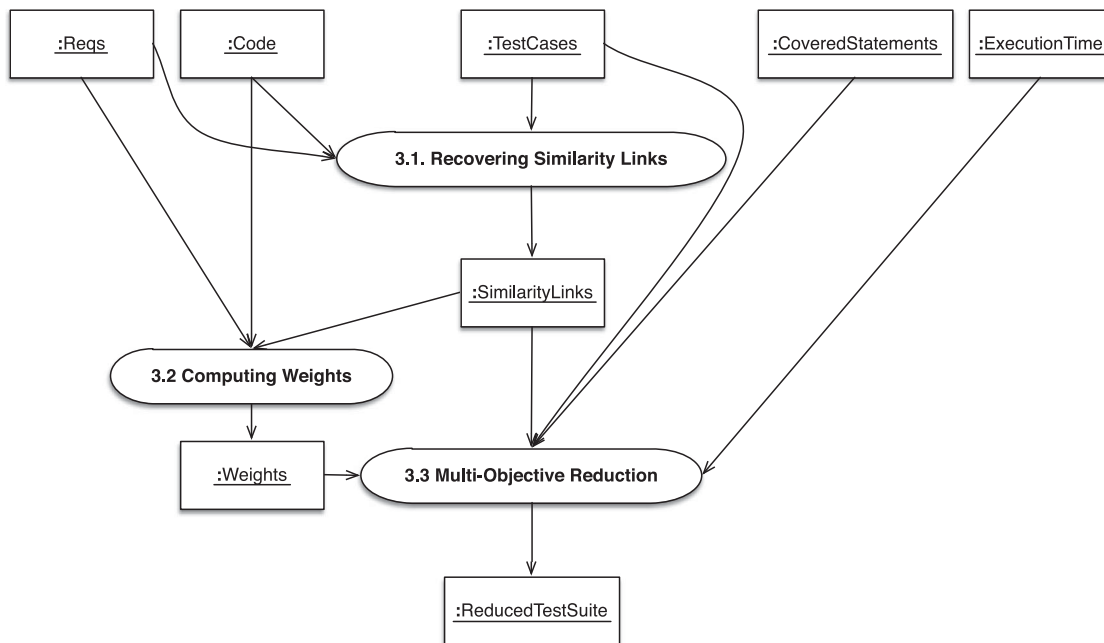 :Reqs
:Code
:TestCases
:CoveredStatements
:ExecutionTime
3.1. Recovering Similarity Links
:SimilarityLinks
3.2 Computing Weights
:Weights
3.3 Multi-Objective Reduction
:ReducedTestSuite